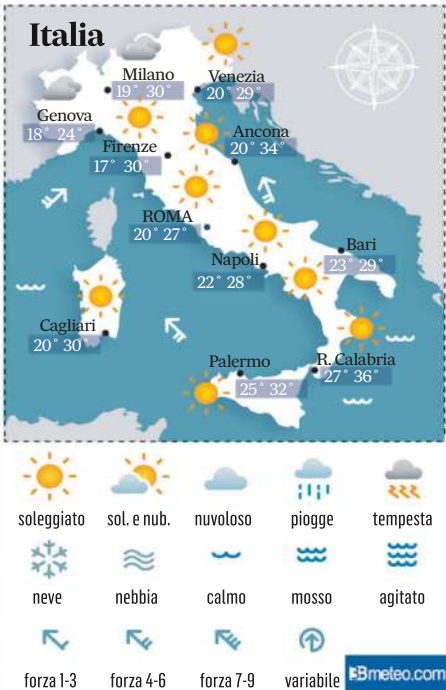 Italia
Milano
19° 30°
Venezia
20° 29°
Genova
18° 24°
Firenze
17° 30°
Ancona
20° 34°
ROMA
20° 27°
Bari
23° 29°
Napoli
22° 28°
Cagliari
20° 30°
Palermo
25° 32°
R. Calabria
27° 36°
soleggiato sol. e nub. nuvoloso piogge tempesta
neve nebbia calmo mosso agitato
forza 1-3 forza 4-6 forza 7-9 variabile
3Bmeteo.com